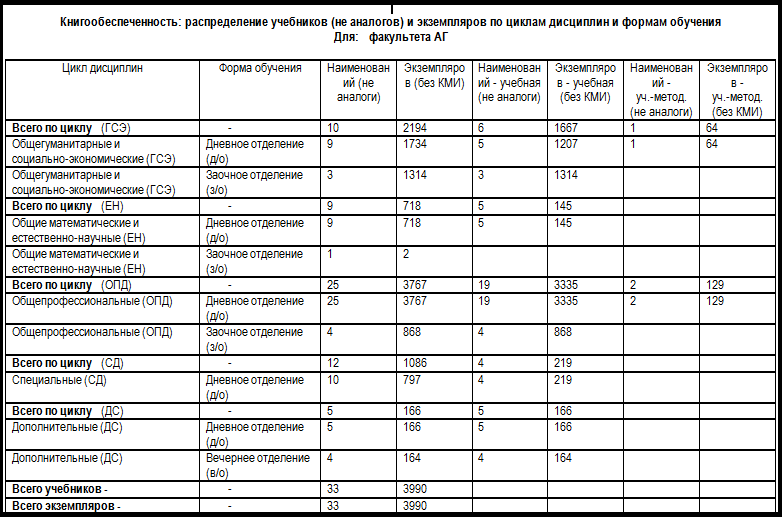 Книгообеспеченность: распределение учебников (не аналогов) и экземпляров по циклам дисциплин и формам обучения
Для: факультета АГ
Цикл дисциплин Форма обучения Наименован Экземпляро Наименован Экземпляро Наименован Экземпляро
ий (не в (без КМИ) ий - учебная в - учебная ий - в -
аналоги) (не аналоги) (без КМИ) уч.-метод. уч.-метод.
(не аналоги) (без КМИ)
Всего по циклу (ГСЭ) - 10 2194 6 1667 1 64
Общегуманитарные и Дневное отделение 9 1734 5 1207 1 64
социально-экономические (ГСЭ) (д/о)
Общегуманитарные и Заочное отделение 3 1314 3 1314
социально-экономические (ГСЭ) (з/о)
Всего по циклу (ЕН) - 9 718 5 145
Общие математические и Дневное отделение 9 718 5 145
естественно-научные (ЕН) (д/о)
Общие математические и Заочное отделение 1 2
естественно-научные (ЕН) (з/о)
Всего по циклу (ОПД) - 25 3767 19 3335 2 129
Общепрофессиональные (ОПД) Дневное отделение 25 3767 19 3335 2 129
(д/о)
Общепрофессиональные (ОПД) Заочное отделение 4 868 4 868
(з/о)
Всего по циклу (СД) - 12 1086 4 219
Специальные (СД) Дневное отделение 10 797 4 219
(д/о)
Всего по циклу (ДС) - 5 166 5 166
Дополнительные (ДС) Дневное отделение 5 166 5 166
(д/о)
Дополнительные (ДС) Вечернее отделение 4 164 4 164
(в/о)
Всего учебников - - 33 3990
Всего экземпляров - - 33 3990